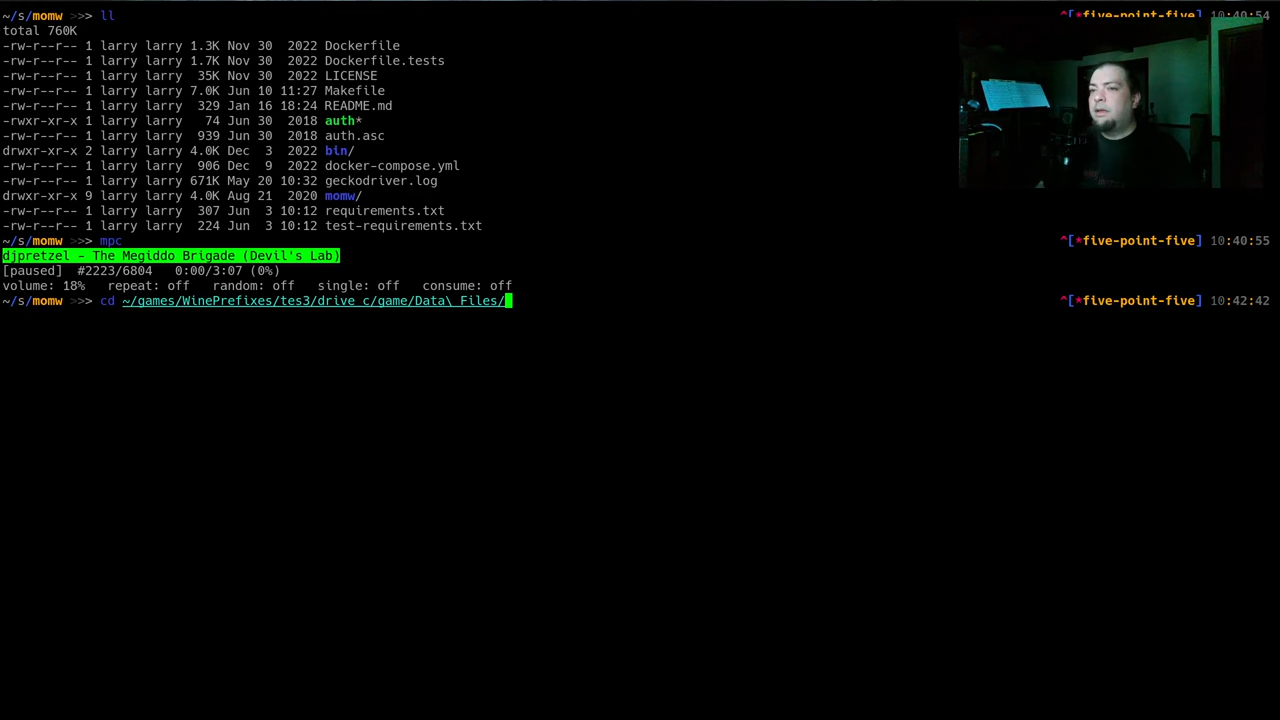 ~/s/momw >>> ll ^[*five-point-five] 10:40:54
total 760K
-rw-r--r-- 1 larry larry 1.3K Nov 30  2022 Dockerfile
-rw-r--r-- 1 larry larry 1.7K Nov 30  2022 Dockerfile.tests
-rw-r--r-- 1 larry larry  35K Nov 30  2022 LICENSE
-rw-r--r-- 1 larry larry 7.0K Jun 10 11:27 Makefile
-rw-r--r-- 1 larry larry  329 Jan 16 18:24 README.md
-rwxr-xr-x 1 larry larry   74 Jun 30  2018 auth*
-rw-r--r-- 1 larry larry  939 Jun 30  2018 auth.asc
drwxr-xr-x 2 larry larry 4.0K Dec  3  2022 bin/
-rw-r--r-- 1 larry larry  906 Dec  9  2022 docker-compose.yml
-rw-r--r-- 1 larry larry 671K May 20 10:32 geckodriver.log
drwxr-xr-x 9 larry larry 4.0K Aug 21  2020 momw/
-rw-r--r-- 1 larry larry  307 Jun  3 10:12 requirements.txt
-rw-r--r-- 1 larry larry  224 Jun  3 10:12 test-requirements.txt
~/s/momw >>> mpc ^[*five-point-five] 10:40:55
djpretzel - The Megiddo Brigade (Devil's Lab)
[paused]  #2223/6804   0:00/3:07 (0%)
volume: 18%   repeat: off   random: off   single: off   consume: off
~/s/momw >>> cd ~/games/WinePrefixes/tes3/drive_c/game/Data\ Files/ ^[*five-point-five] 10:42:42